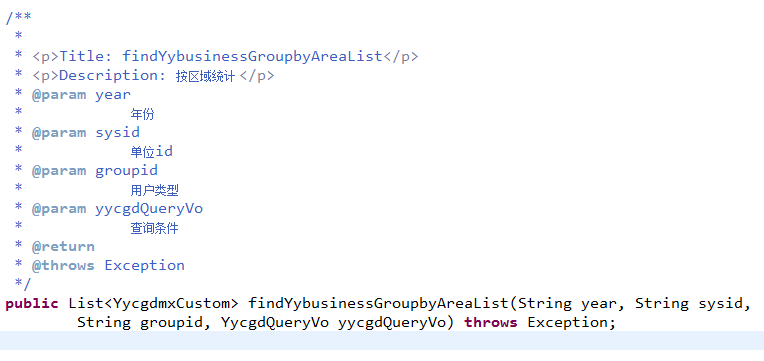 /**
 *
 * <p>Title: findYybusinessGroupbyAreaList</p>
 * <p>Description: 按区域统计</p>
 * @param year
 *            年份
 * @param sysid
 *            单位id
 * @param groupid
 *            用户类型
 * @param yycgdQueryVo
 *            查询条件
 * @return
 * @throws Exception
 */
public List<YycgdmxCustom> findYybusinessGroupbyAreaList(String year, String sysid,
        String groupid, YycgdQueryVo yycgdQueryVo) throws Exception;